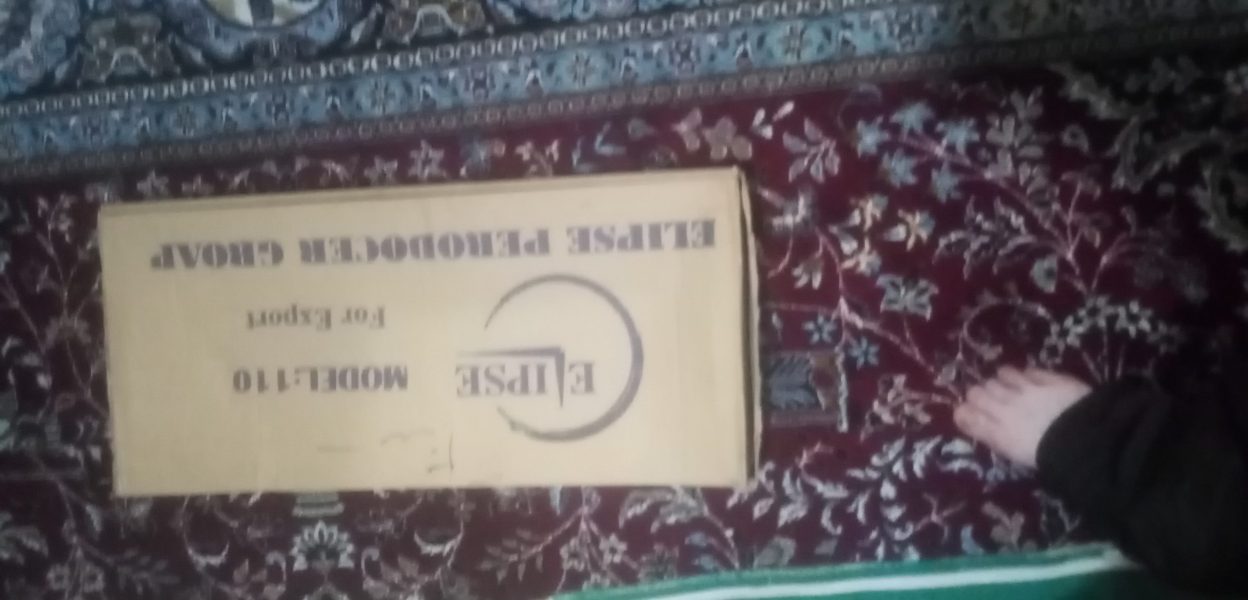 ELIPSE PERODOCER GROAP
For Export
MODEL:110
ELIPSE